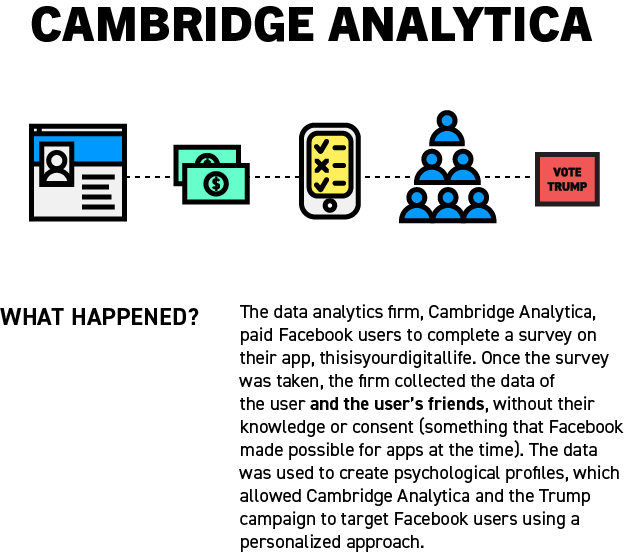 CAMBRIDGE ANALYTICA
$
VOTE
TRUMP
WHAT HAPPENED?
The data analytics firm, Cambridge Analytica,
paid Facebook users to complete a survey on
their app, thisisyourdigitallife. Once the survey
was taken, the firm collected the data of
the user and the user’s friends, without their
knowledge or consent (something that Facebook
made possible for apps at the time). The data
was used to create psychological profiles, which
allowed Cambridge Analytica and the Trump
campaign to target Facebook users using a
personalized approach.